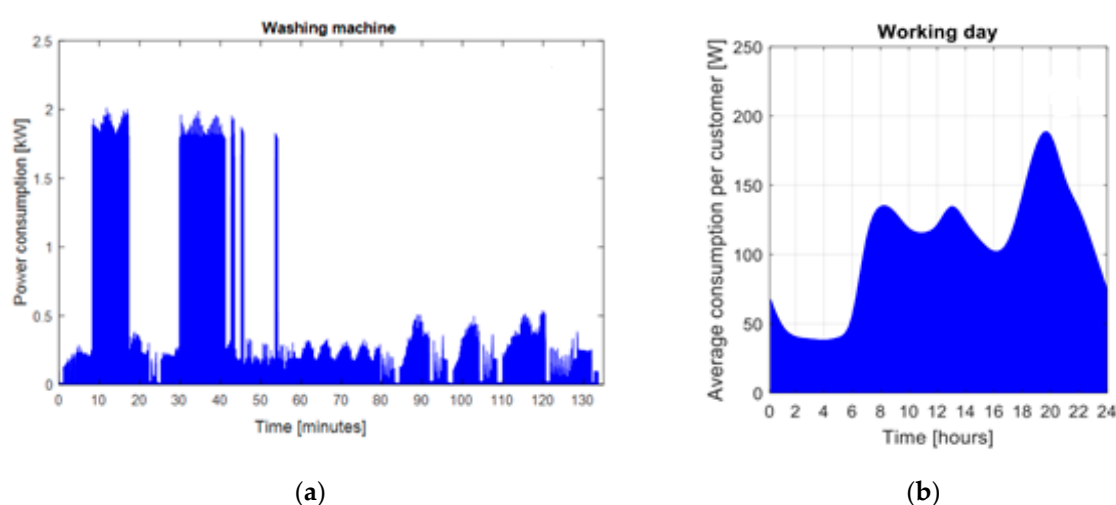 Washing machine
2.5
2
1.5
1
0.5
0
Power consumption [kW]
0 10 20 30 40 50 60 70 80 90 100 110 120 130
Time [minutes]
(a)
Working day
250
200
150
100
50
0
Average consumption per customer [W]
0 2 4 6 8 10 12 14 16 18 20 22 24
Time [hours]
(b)